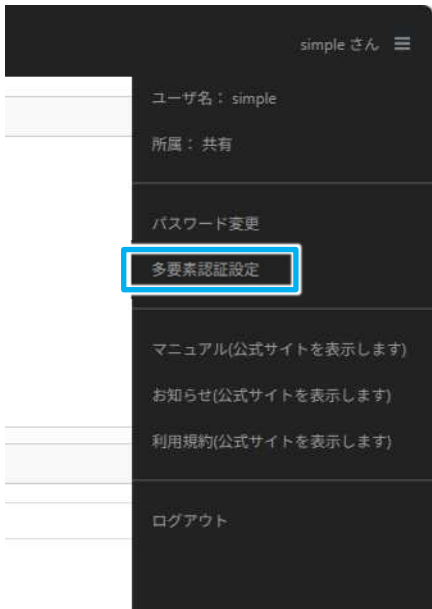 simple さん
ユーザ名： simple
所属： 共有
パスワード変更
多要素認証設定
マニュアル(公式サイトを表示します)
お知らせ(公式サイトを表示します)
利用規約(公式サイトを表示します)
ログアウト